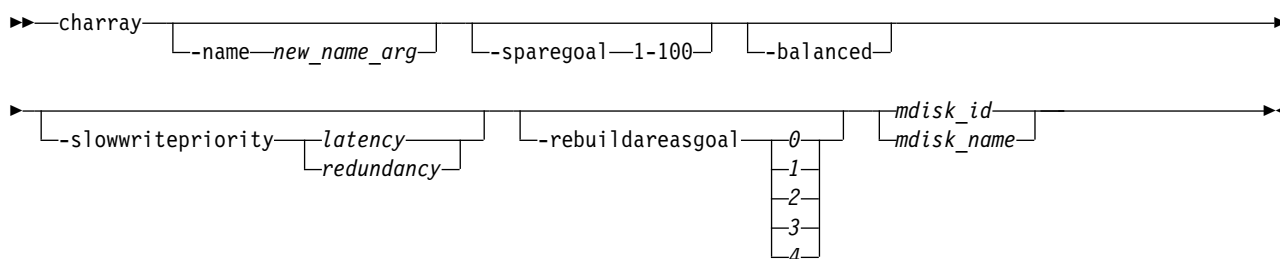 charray -name new_name_arg -sparegoal 1-100 -balanced
-slowwritepriority latency redundancy -rebuildareasgoal 0 1 2 3 4 mdisk_id mdisk_name